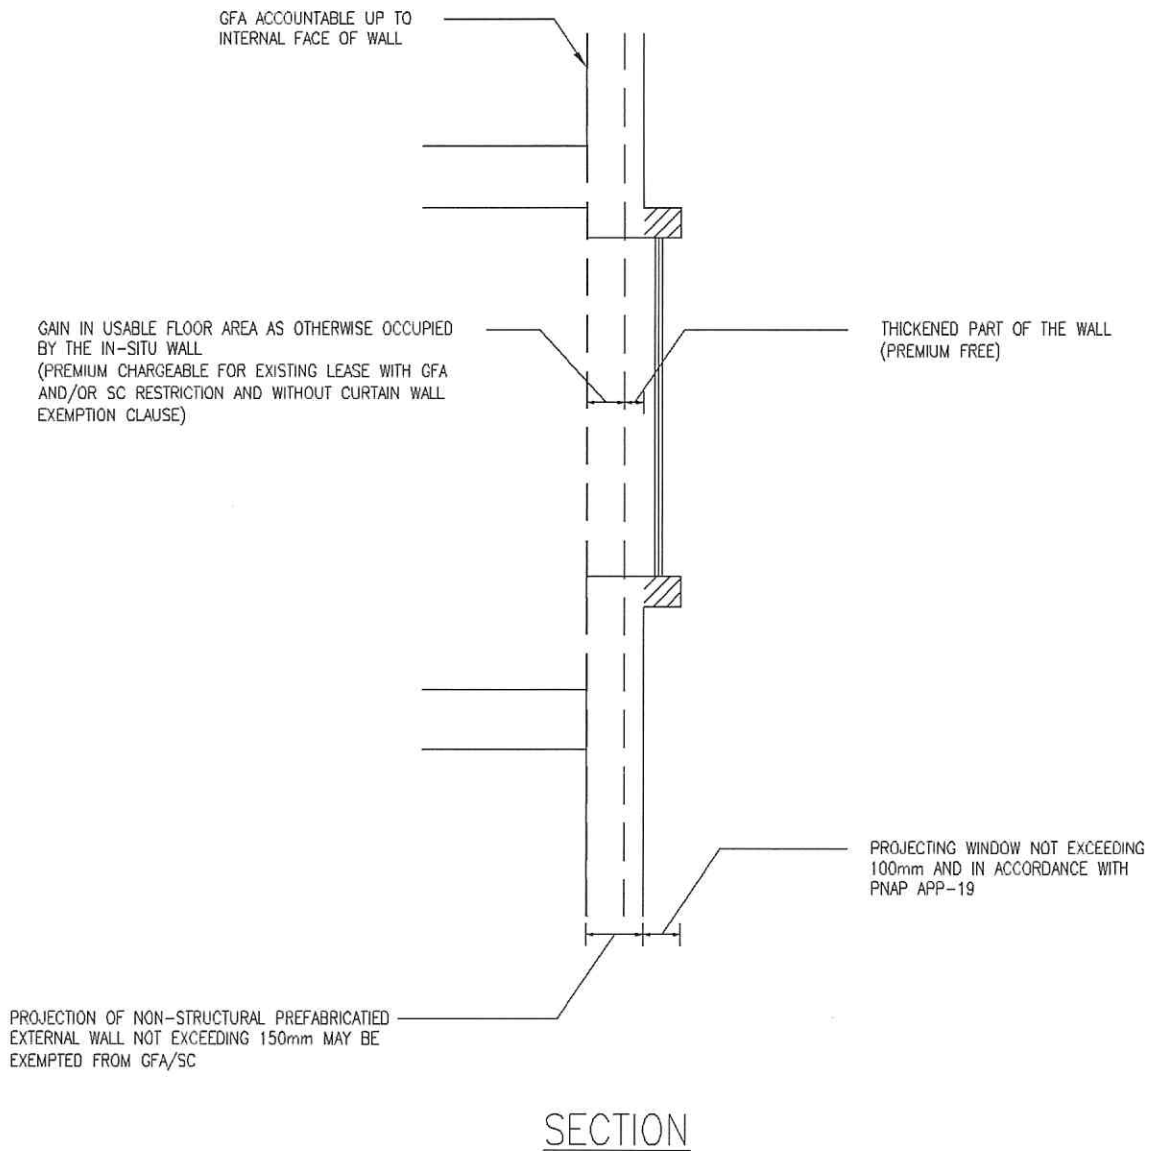 GFA ACCOUNTABLE UP TO
INTERNAL FACE OF WALL
GAIN IN USABLE FLOOR AREA AS OTHERWISE OCCUPIED
BY THE IN-SITU WALL
(PREMIUM CHARGEABLE FOR EXISTING LEASE WITH GFA
AND/OR SC RESTRICTION AND WITHOUT CURTAIN WALL
EXEMPTION CLAUSE)
THICKENED PART OF THE WALL
(PREMIUM FREE)
PROJECTING WINDOW NOT EXCEEDING
100mm AND IN ACCORDANCE WITH
PNAP APP-19
PROJECTION OF NON-STRUCTURAL PREFABRICATIED
EXTERNAL WALL NOT EXCEEDING 150mm MAY BE
EXEMPTED FROM GFA/SC
SECTION